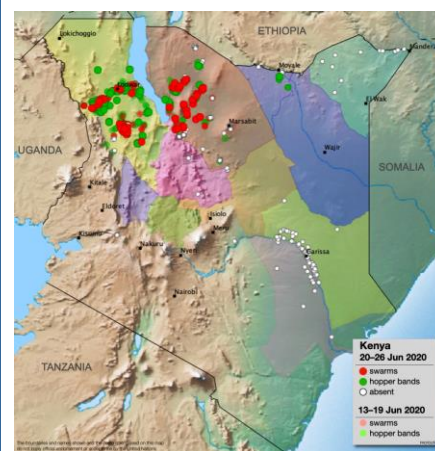 ETHIOPIA
Lokichoggio
Mandera
Moyale
El Wak
UGANDA
Marsabit
Wajir
SOMALIA
Kitale
Eldoret
Isiolo
Meru
Kisumu
Nakuru
Nyeri
Garissa
Nairobi
TANZANIA
Kenya
20–26 Jun 2020
swarms
hopper bands
absent
13–19 Jun 2020
swarms
hopper bands